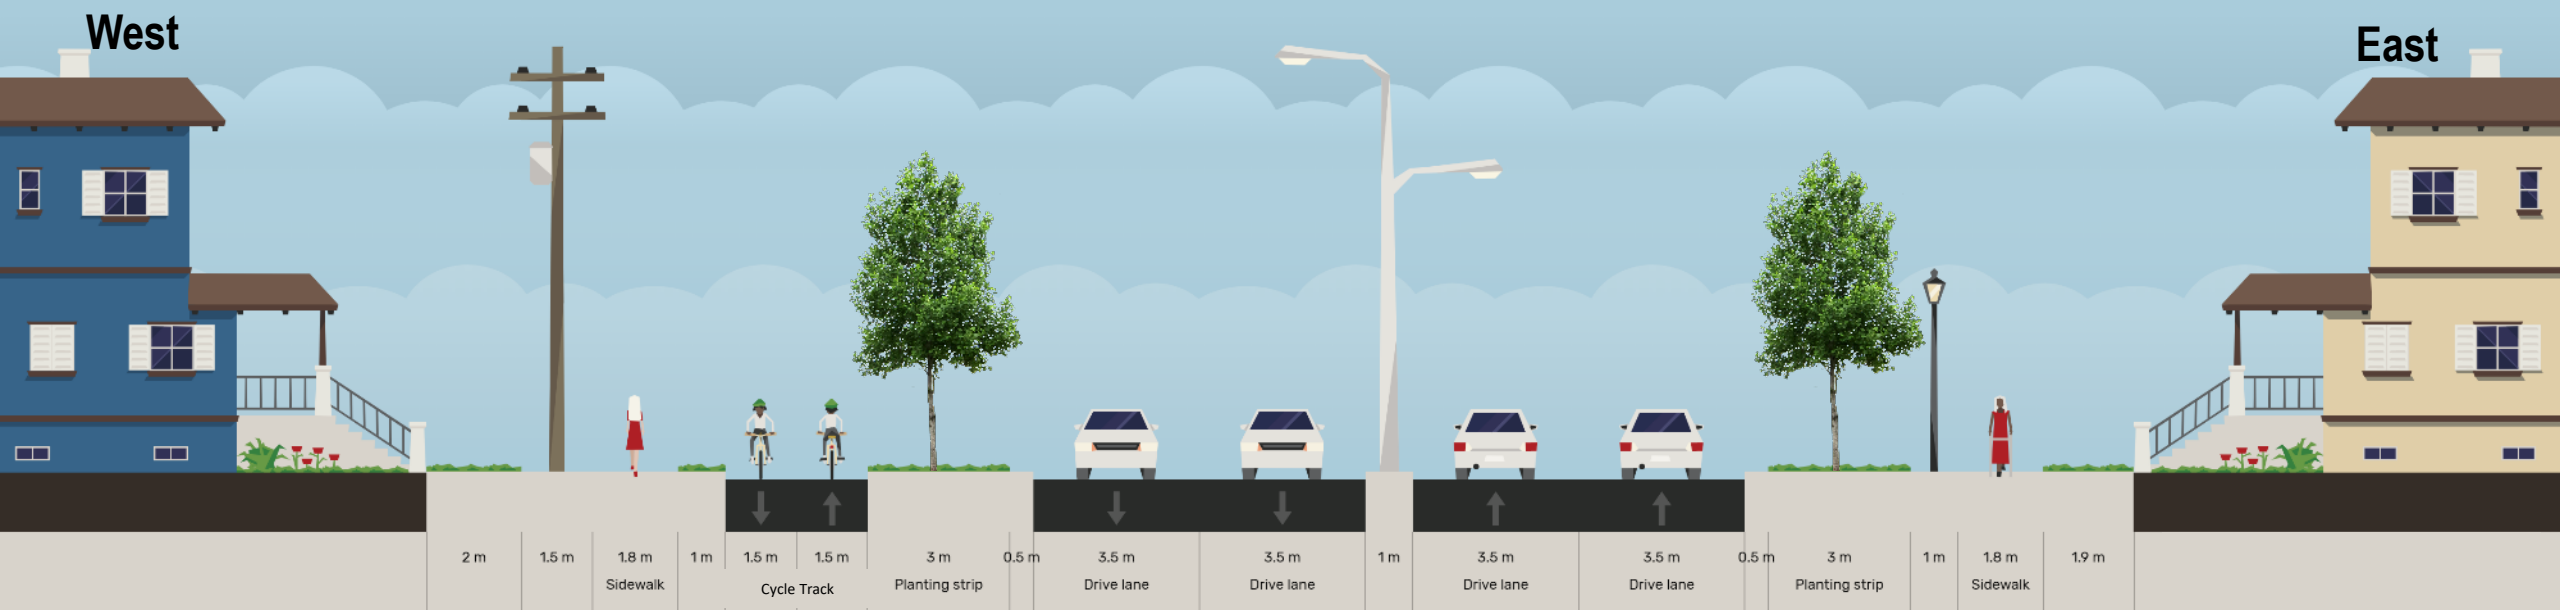 West
East
2 m
1.5 m
1.8 m
Sidewalk
1 m
1.5 m
1.5 m
Cycle Track
3 m
Planting strip
0.5 m
3.5 m
Drive lane
3.5 m
Drive lane
1 m
3.5 m
Drive lane
3.5 m
Drive lane
0.5 m
3 m
Planting strip
1 m
1.8 m
Sidewalk
1.9 m